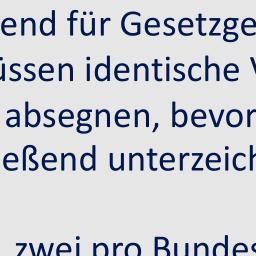 end für Gesetzge
üssen identische V
absegnen, bevor
eßend unterzeich
zwei pro Bundes